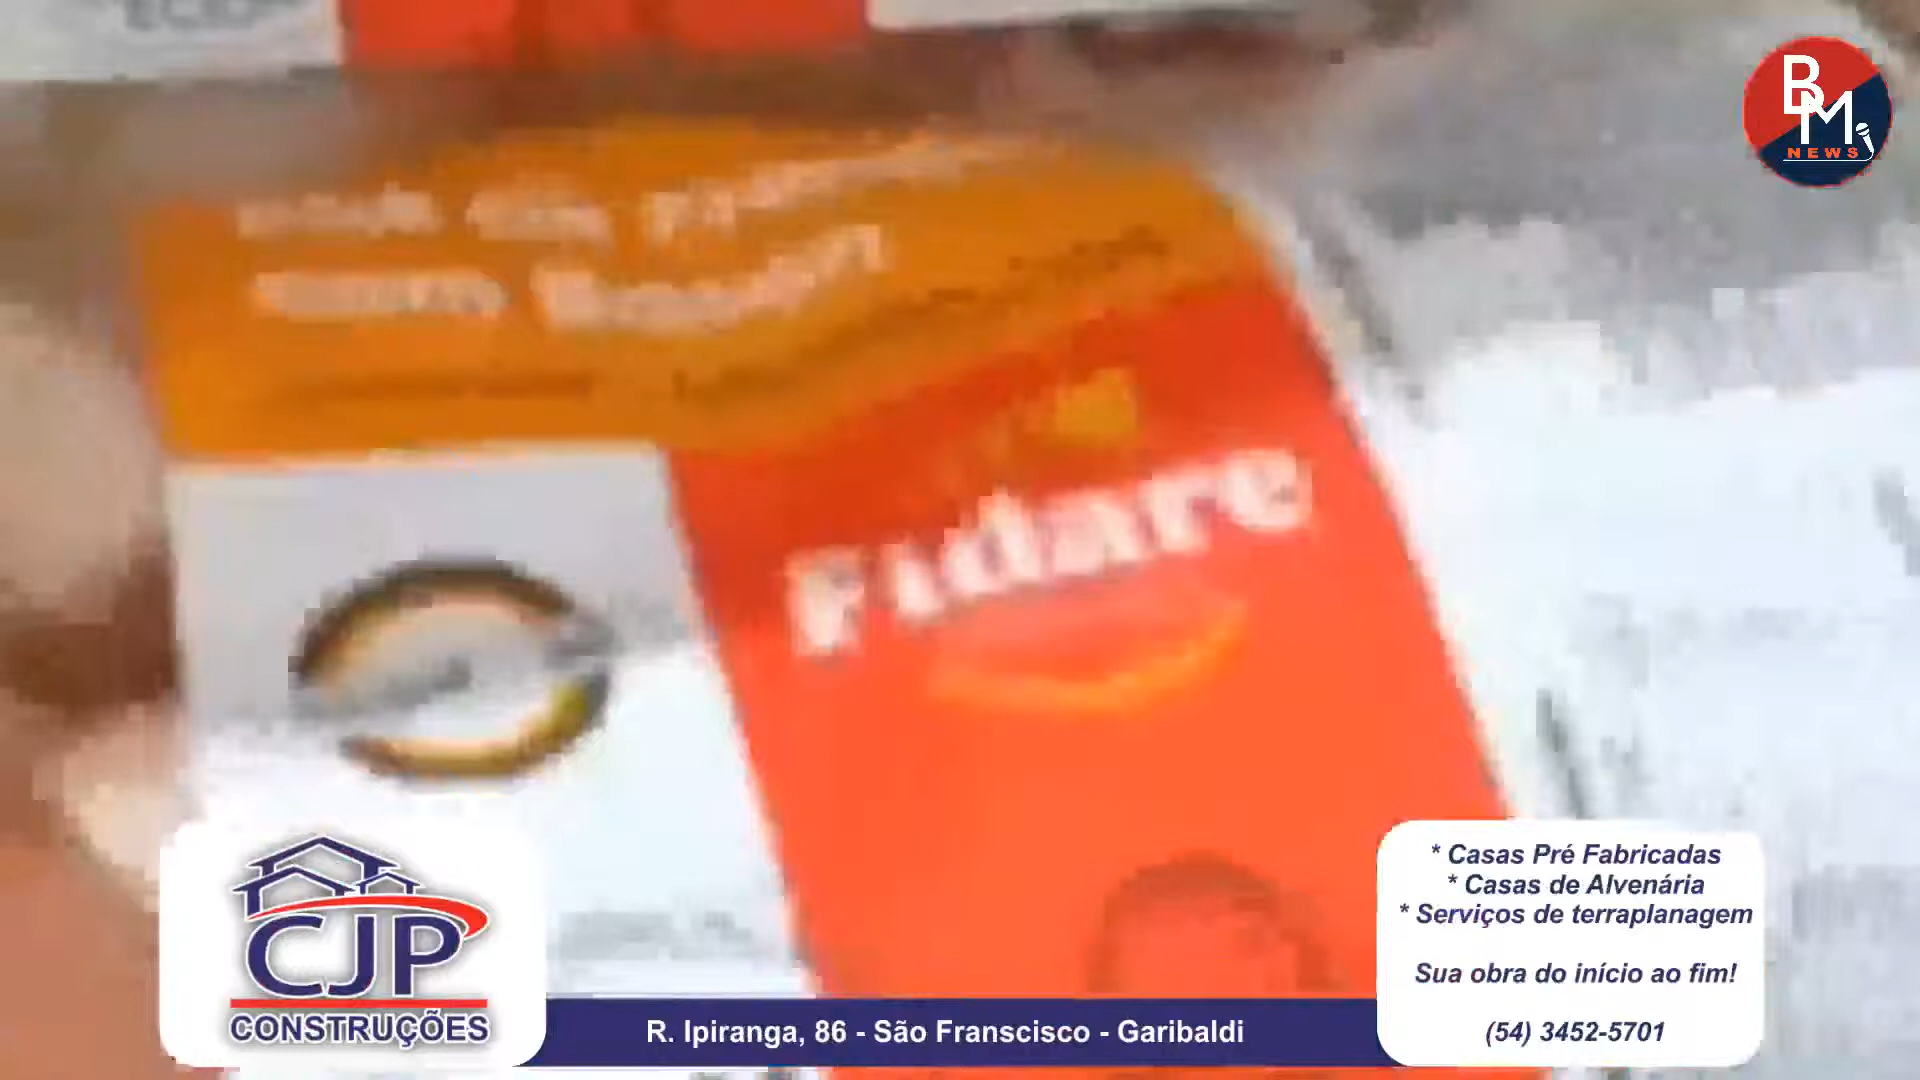 BM
NEWS
Fidare
CJP
CONSTRUÇÕES
R. Ipiranga, 86 - São Franscisco - Garibaldi
* Casas Pré Fabricadas
* Casas de Alvenária
* Serviços de terraplanagem
Sua obra do início ao fim!
(54) 3452-5701